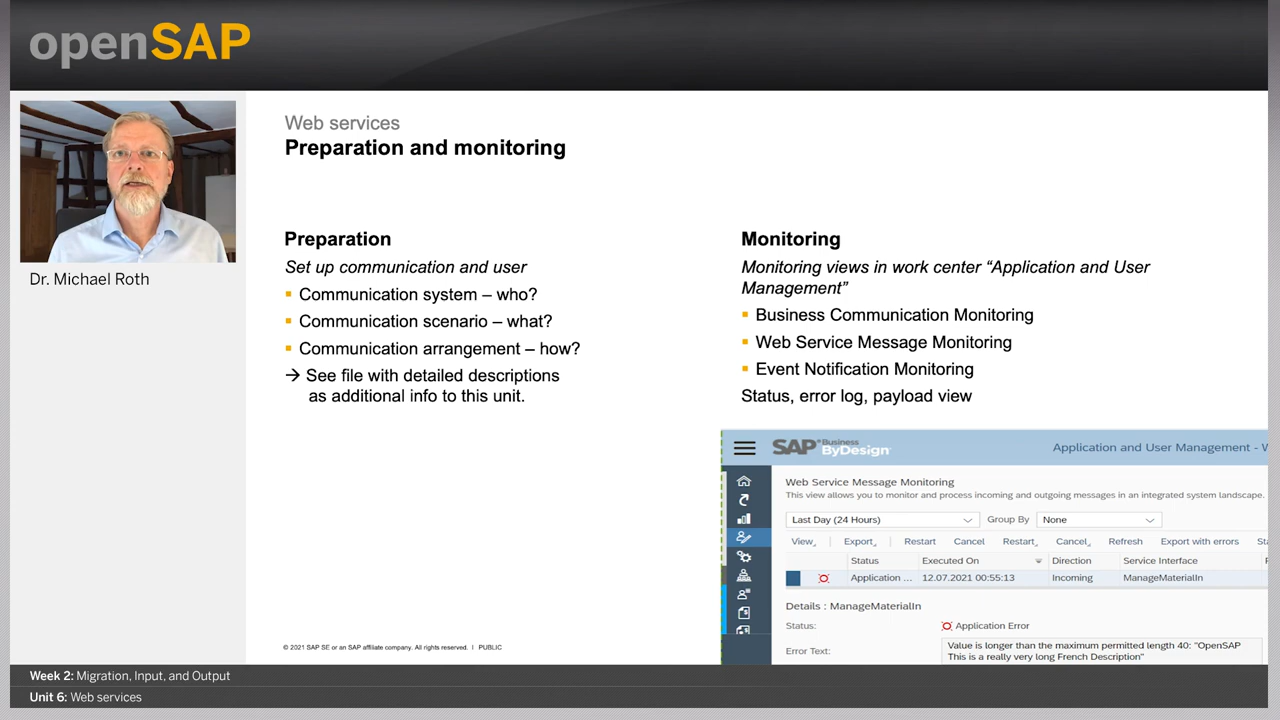 openSAP
Dr. Michael Roth
Web services
Preparation and monitoring
Preparation
Set up communication and user
Communication system – who?
Communication scenario – what?
Communication arrangement – how?
→ See file with detailed descriptions
as additional info to this unit.
Monitoring
Monitoring views in work center “Application and User
Management”
Business Communication Monitoring
Web Service Message Monitoring
Event Notification Monitoring
Status, error log, payload view
SAP Business ByDesign
Application and User Management - W
Web Service Message Monitoring
This view allows you to monitor and process incoming and outgoing messages in an integrated system landscape.
Last Day (24 Hours) Group By None
View Export Restart Cancel Restart Cancel Refresh Export with errors Sta
Status Executed On Direction Service Interface
Application ... 12.07.2021 00:55:13 Incoming ManageMaterialIn
Details : ManageMaterialIn
Status: Application Error
Error Text: Value is longer than the maximum permitted length 40: "OpenSAP
This is a really very long French Description"
© 2021 SAP SE or an SAP affiliate company. All rights reserved. | PUBLIC
Week 2: Migration, Input, and Output
Unit 6: Web services